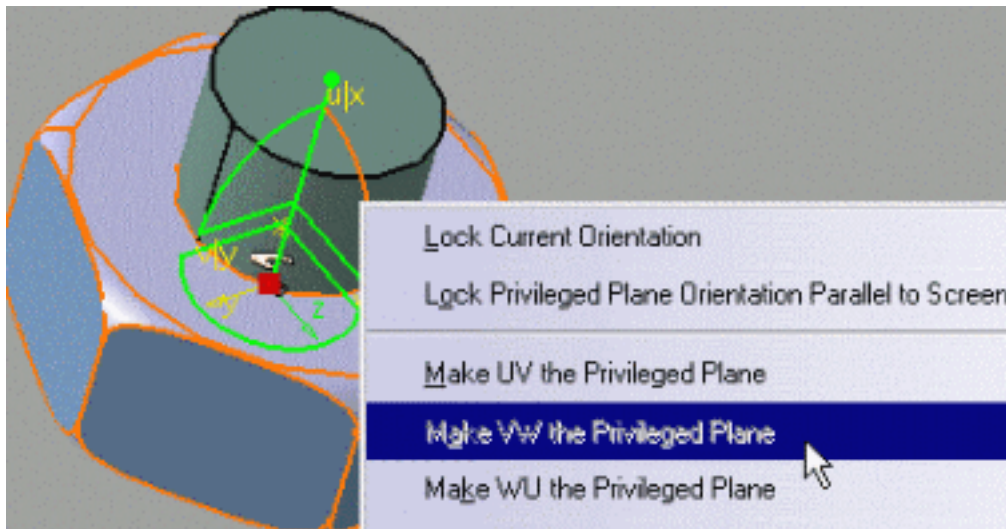 u|x
x
v|y
y
z
Lock Current Orientation
Lock Privileged Plane Orientation Parallel to Screen
Make UV the Privileged Plane
Make VW the Privileged Plane
Make WU the Privileged Plane